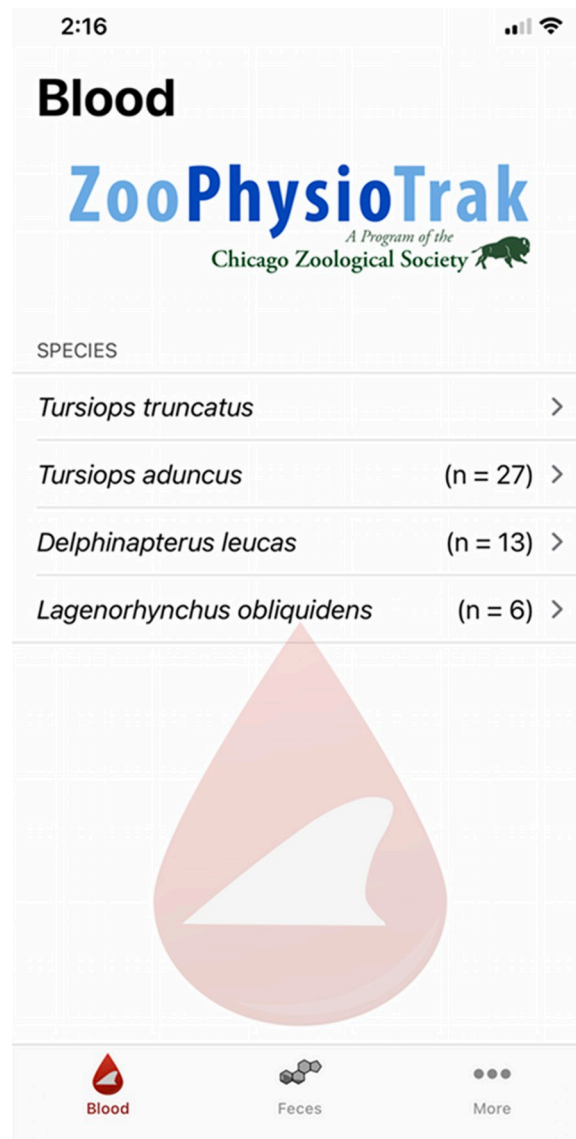 2:16
Blood
ZooPhysioTrak
A Program of the
Chicago Zoological Society
SPECIES
Tursiops truncatus
Tursiops aduncus (n = 27)
Delphinapterus leucas (n = 13)
Lagenorhynchus obliquidens (n = 6)
Blood Feces More